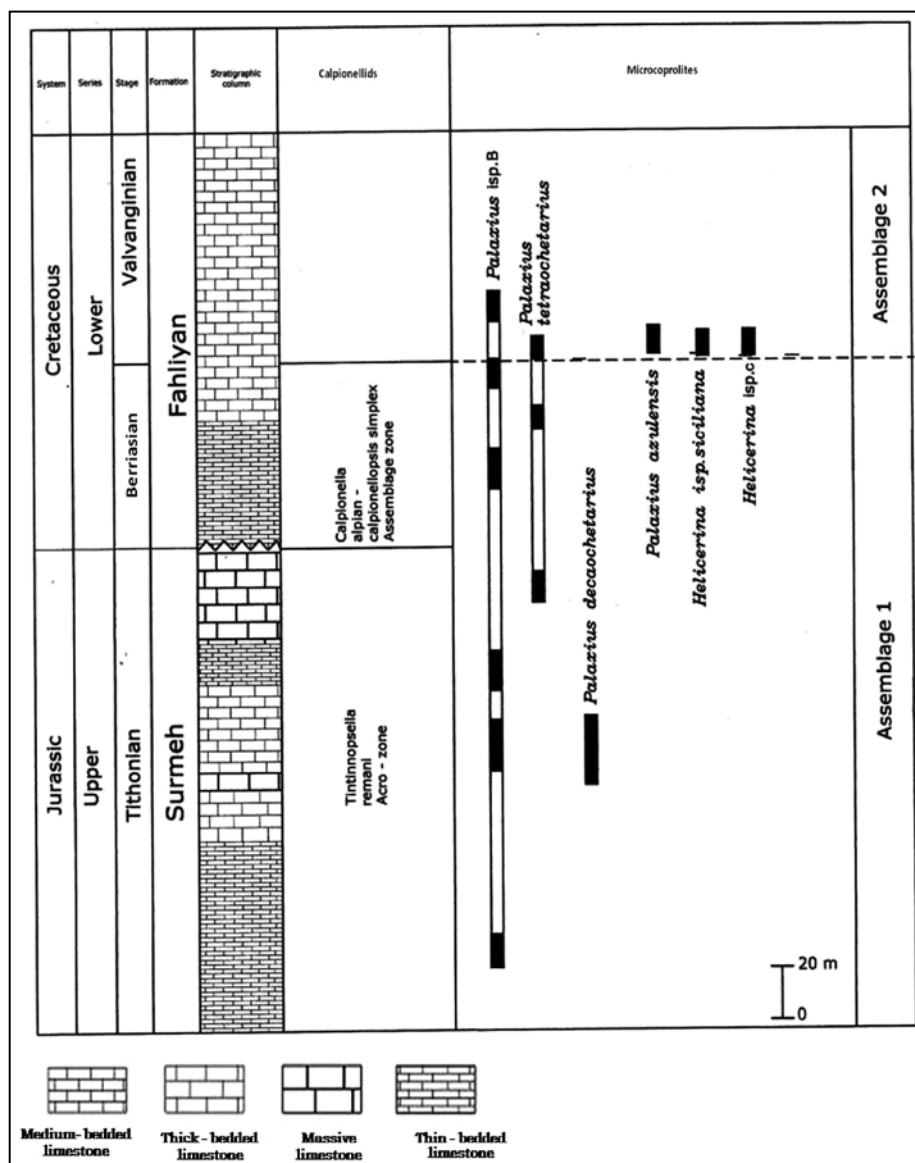 System
Series
Stage
Formation
Stratigraphic
column
Calpionellids
Microcoprolites
Cretaceous
Lower
Valvanginian
Berriasian
Fahliyan
Calpionella
alpian -
calpionellopsis simplex
Assemblage zone
Jurassic
Upper
Tithonian
Surmeh
Tintinnopsella
remani
Acro - zone
Palaxius isp.B
Palaxius
tetraochetarius
Palaxius decaochetarius
Palaxius azulensis
Helicerina isp.siciliana
Helicerina isp.c
Assemblage 2
Assemblage 1
20 m
0
Medium- bedded
limestone
Thick - bedded
limestone
Massive
limestone
Thin - bedded
limestone